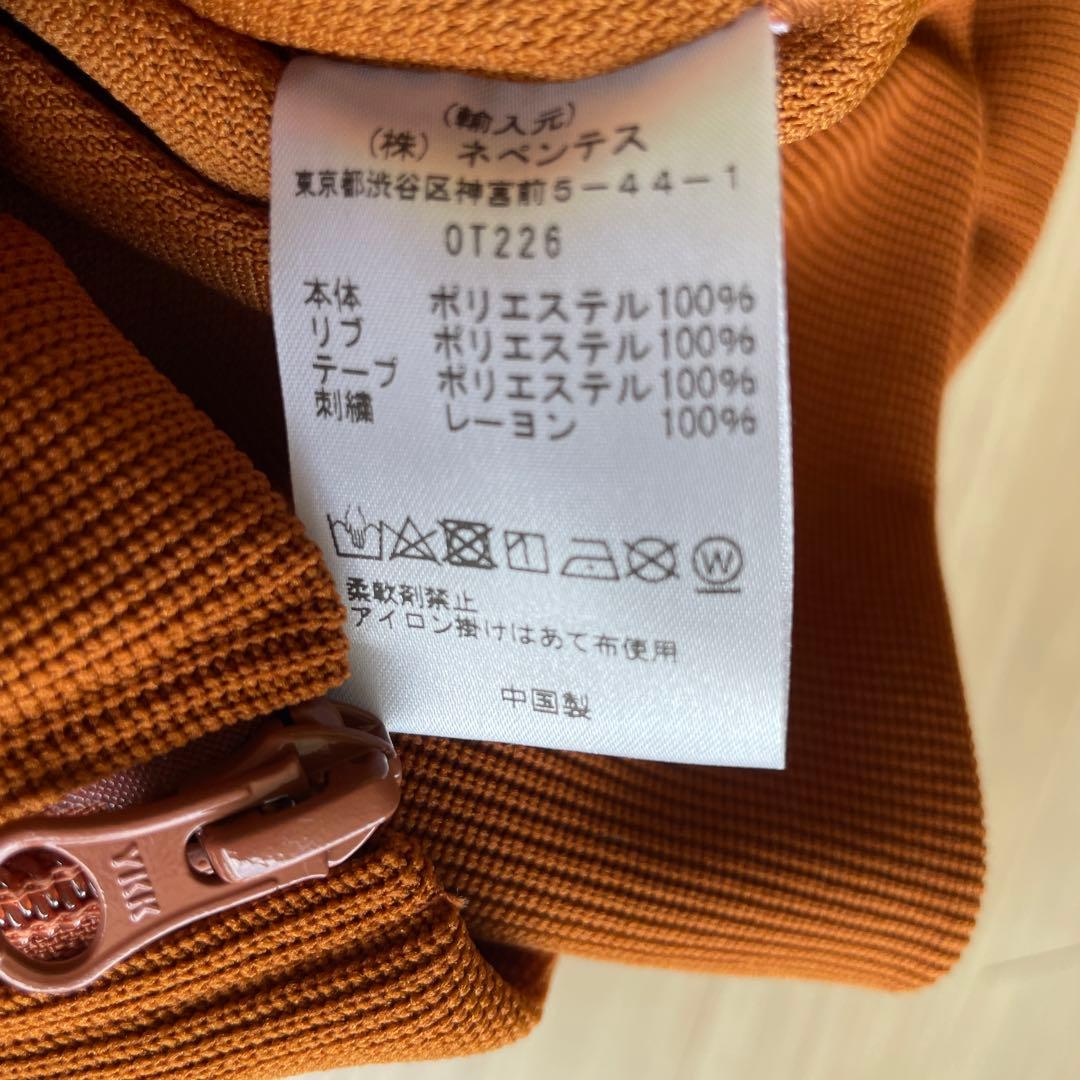 (輸入元)
(株) ネペンテス
東京都渋谷区神宮前5-44-1
OT226
本体 ポリエステル100%
リブ ポリエステル100%
テープ ポリエステル100%
刺繍 レーヨン 100%
W
柔軟剤禁止
アイロン掛けはあて布使用
中国製
YKK